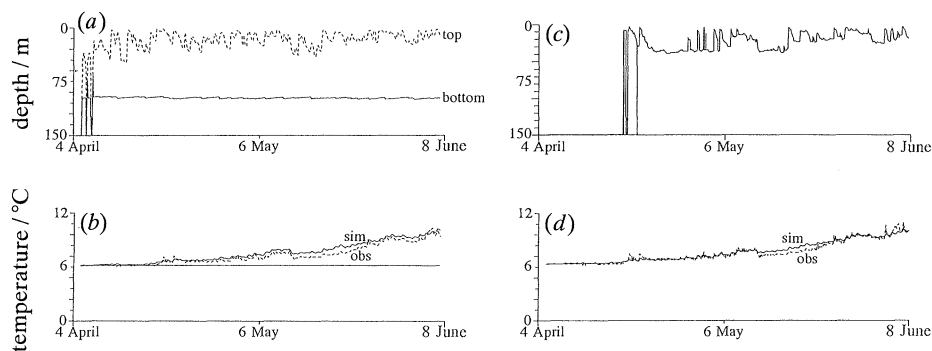 (a)
0
75
150
depth / m
top
bottom
4 April
6 May
8 June
(c)
0
75
150
4 April
6 May
8 June
(b)
12
6
0
temperature / °C
sim
obs
4 April
6 May
8 June
(d)
12
6
0
sim
obs
4 April
6 May
8 June